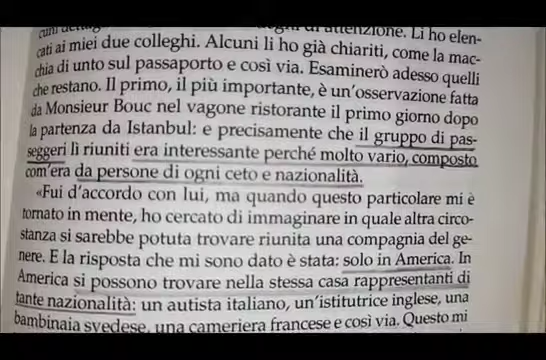 di attenzione. Li ho elen-
cati ai miei due colleghi. Alcuni li ho già chiariti, come la mac-
chia di unto sul passaporto e così via. Esaminerò adesso quelli
che restano. Il primo, il più importante, è un'osservazione fatta
da Monsieur Bouc nel vagone ristorante il primo giorno dopo
la partenza da Istanbul: e precisamente che il gruppo di pas-
seggeri lì riuniti era interessante perché molto vario, composto
com'era da persone di ogni ceto e nazionalità.
«Fui d'accordo con lui, ma quando questo particolare mi è
tornato in mente, ho cercato di immaginare in quale altra circo-
stanza si sarebbe potuta trovare riunita una compagnia del ge-
nere. E la risposta che mi sono dato è stata: solo in America. In
America si possono trovare nella stessa casa rappresentanti di
tante nazionalità: un autista italiano, un'istitutrice inglese, una
bambinaia svedese, una cameriera francese e così via. Questo mi